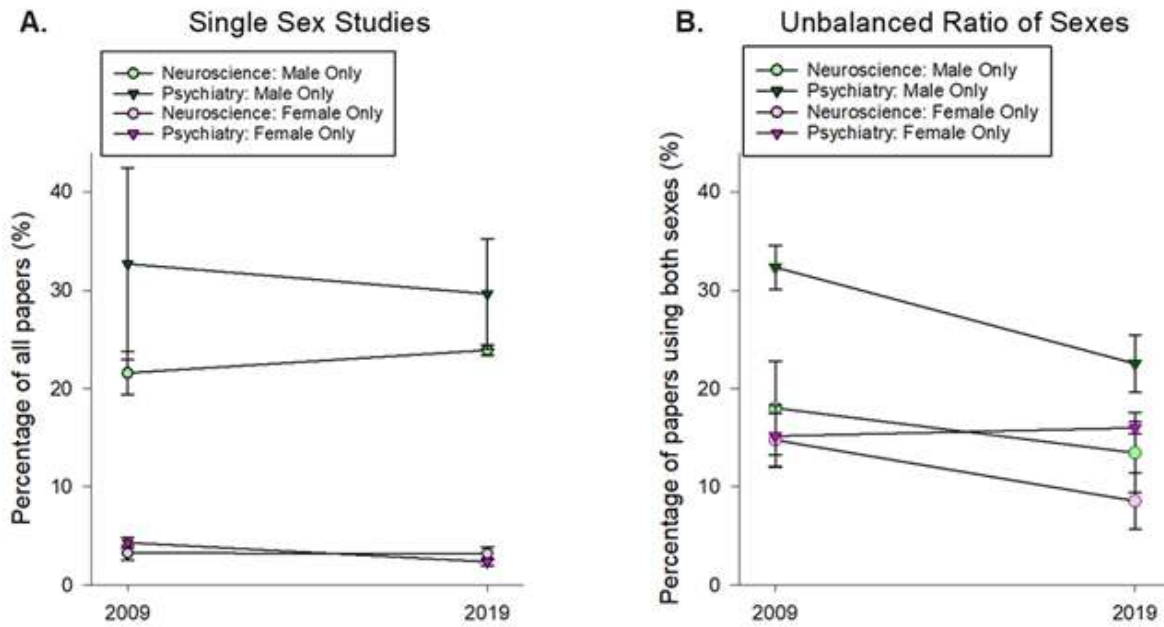 A. Single Sex Studies
Neuroscience: Male Only
Psychiatry: Male Only
Neuroscience: Female Only
Psychiatry: Female Only
Percentage of all papers (%)
40
30
20
10
0
2009 2019
B. Unbalanced Ratio of Sexes
Neuroscience: Male Only
Psychiatry: Male Only
Neuroscience: Female Only
Psychiatry: Female Only
Percentage of papers using both sexes (%)
40
30
20
10
0
2009 2019